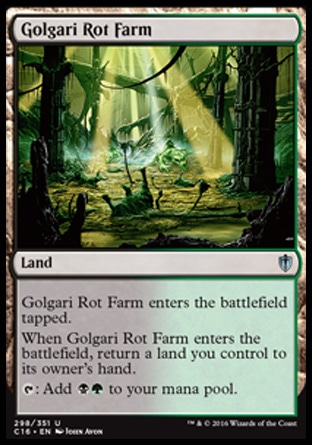 Golgari Rot Farm
Land
Golgari Rot Farm enters the battlefield
tapped.
When Golgari Rot Farm enters the
battlefield, return a land you control to
its owner's hand.
: Add to your mana pool.
298/351 U
C16 • EN John Avon
™ & © 2016 Wizards of the Coast